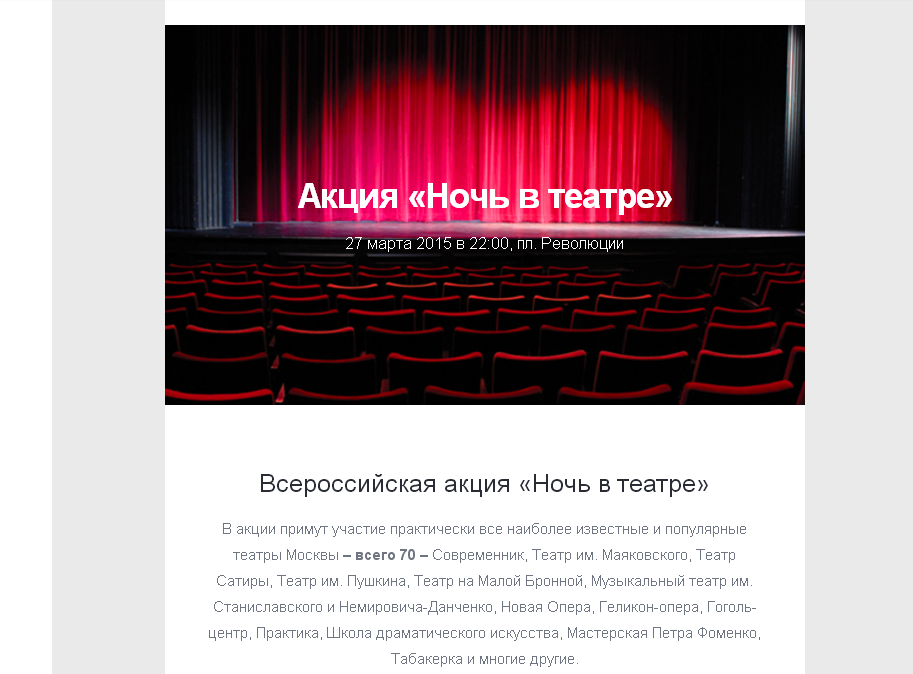 Акция «Ночь в театре»
27 марта 2015 в 22:00, пл. Революции
Всероссийская акция «Ночь в театре»
В акции примут участие практически все наиболее известные и популярные
театры Москвы – всего 70 – Современник, Театр им. Маяковского, Театр
Сатиры, Театр им. Пушкина, Театр на Малой Бронной, Музыкальный театр им.
Станиславского и Немировича-Данченко, Новая Опера, Геликон-опера, Гоголь-
центр, Практика, Школа драматического искусства, Мастерская Петра Фоменко,
Табакерка и многие другие.